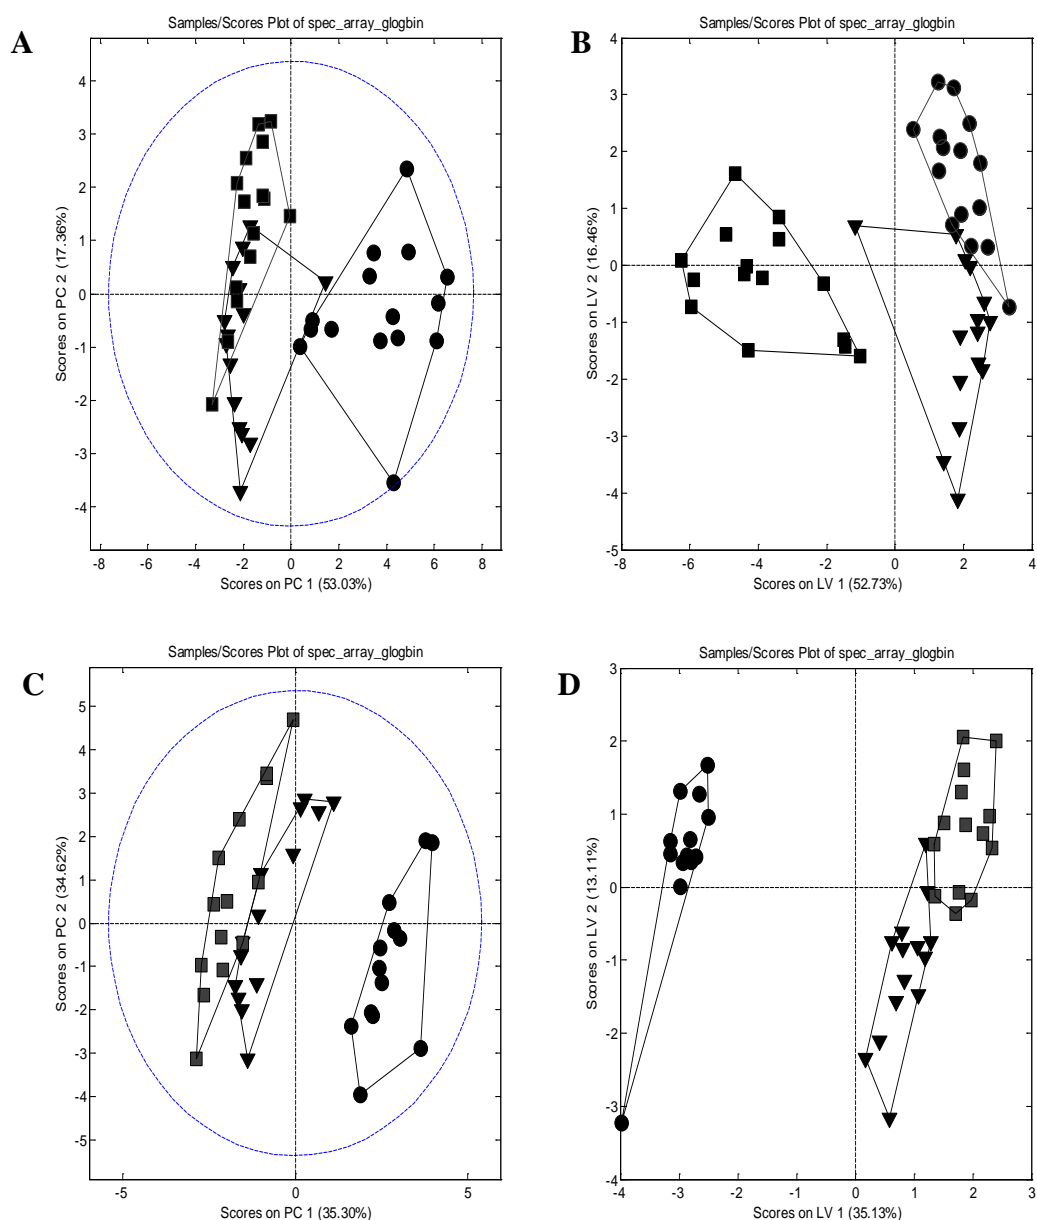 Samples/Scores Plot of spec_array_glogbin
A
4
3
2
1
0
-1
-2
-3
-4
Scores on PC 2 (17.36%)
-8 -6 -4 -2 0 2 4 6 8
Scores on PC 1 (53.03%)
Samples/Scores Plot of spec_array_glogbin
B
4
3
2
1
0
-1
-2
-3
-4
-5
Scores on LV 2 (16.46%)
-8 -6 -4 -2 0 2 4
Scores on LV 1 (52.73%)
Samples/Scores Plot of spec_array_glogbin
C
5
4
3
2
1
0
-1
-2
-3
-4
-5
Scores on PC 2 (34.62%)
-5 0 5
Scores on PC 1 (35.30%)
Samples/Scores Plot of spec_array_glogbin
D
3
2
1
0
-1
-2
-3
-4
Scores on LV 2 (13.11%)
-4 -3 -2 -1 0 1 2 3
Scores on LV 1 (35.13%)